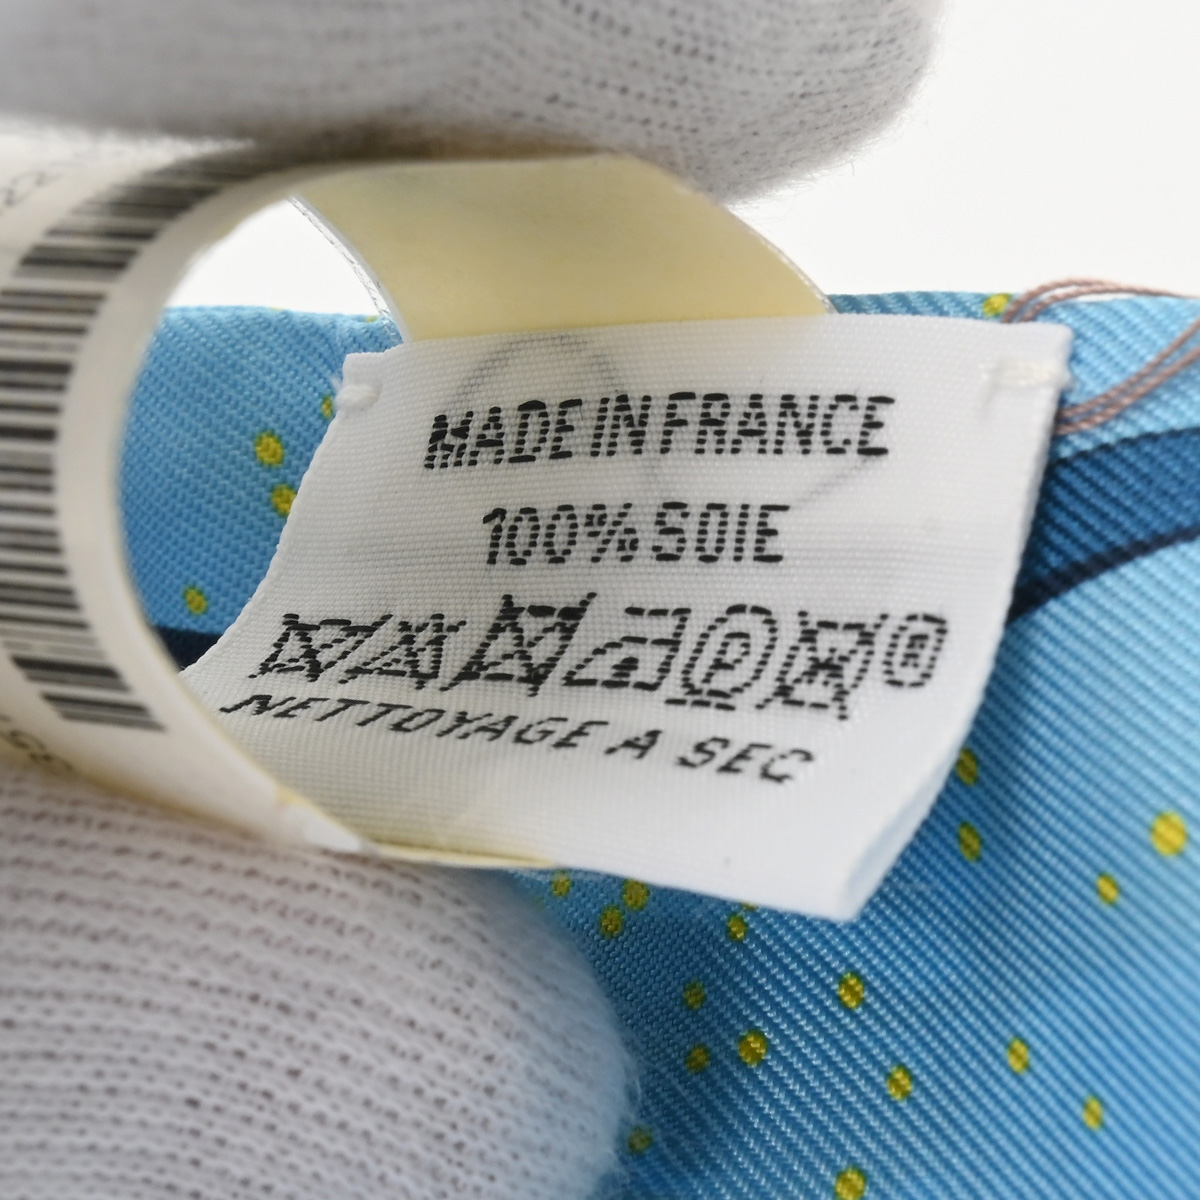 MADE IN FRANCE
100% SOIE
P
NETTOYAGE A SEC